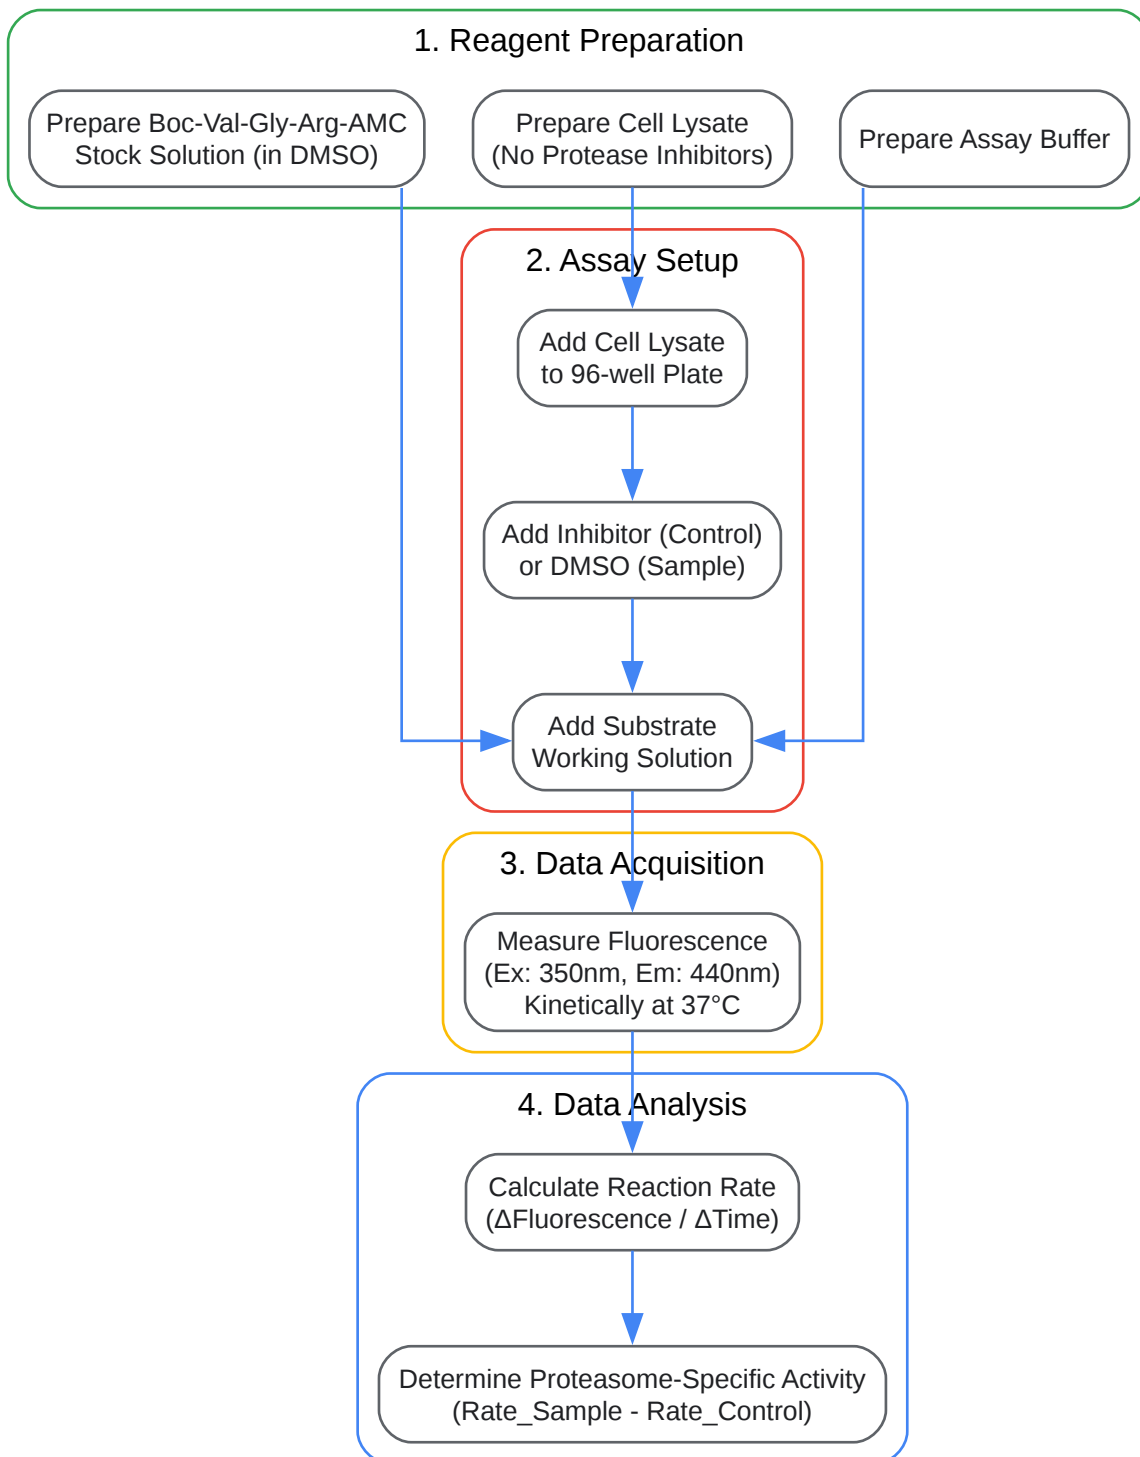 1. Reagent Preparation
Prepare Boc-Val-Gly-Arg-AMC
Stock Solution (in DMSO)
Prepare Cell Lysate
(No Protease Inhibitors)
Prepare Assay Buffer
2. Assay Setup
Add Cell Lysate
to 96-well Plate
Add Inhibitor (Control)
or DMSO (Sample)
Add Substrate
Working Solution
3. Data Acquisition
Measure Fluorescence
(Ex: 350nm, Em: 440nm)
Kinetically at 37°C
4. Data Analysis
Calculate Reaction Rate
(ΔFluorescence / ΔTime)
Determine Proteasome-Specific Activity
(Rate_Sample - Rate_Control)